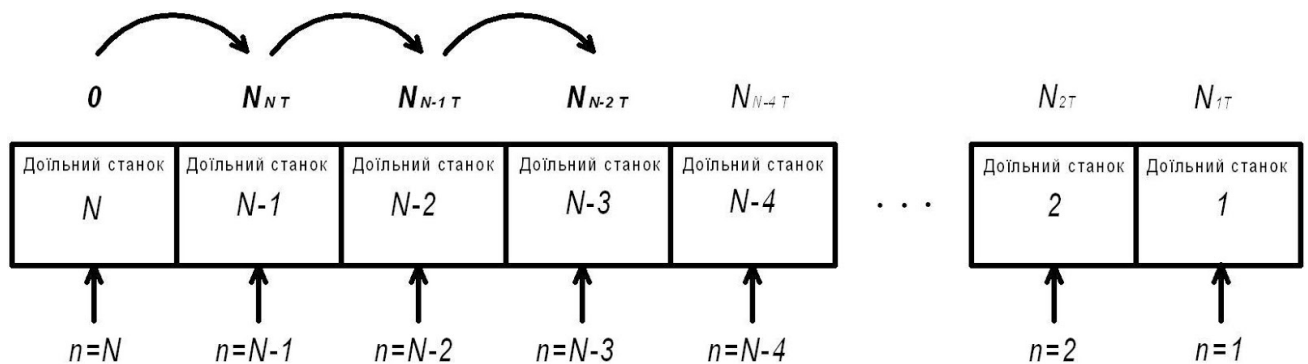 0 N N T N N-1 T N N-2 T N N-4 T N 2T N 1T
Доїльний станок Доїльний станок Доїльний станок Доїльний станок Доїльний станок Доїльний станок Доїльний станок
N N-1 N-2 N-3 N-4 . . . 2 1
n=N n=N-1 n=N-2 n=N-3 n=N-4 n=2 n=1